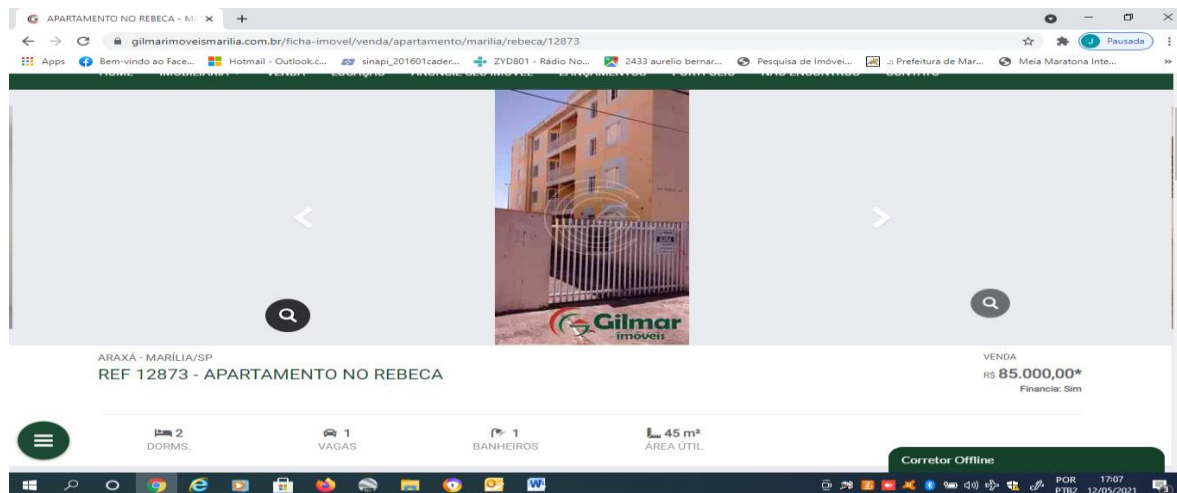 APARTAMENTO NO REBECA - M
gilmarimoveismarilia.com.br/ficha-imovel/venda/apartamento/marilia/rebeca/12873
Pausada
Apps Bem-vindo ao Face... Hotmail - Outlook.c... sinapi_201601cader... ZYD801 - Rádio No... 2433 aurelio bernar... Pesquisa de Imóvei... .:: Prefeitura de Mar... Meia Maratona Inte...
Gilmar
imóveis
ARAXÁ - MARÍLIA/SP
VENDA
REF 12873 - APARTAMENTO NO REBECA
R$ 85.000,00*
Financia: Sim
2 1 1 45 m²
DORMS. VAGAS BANHEIROS ÁREA ÚTIL
Corretor Offline
POR 17:07
PTB2 12/05/2021